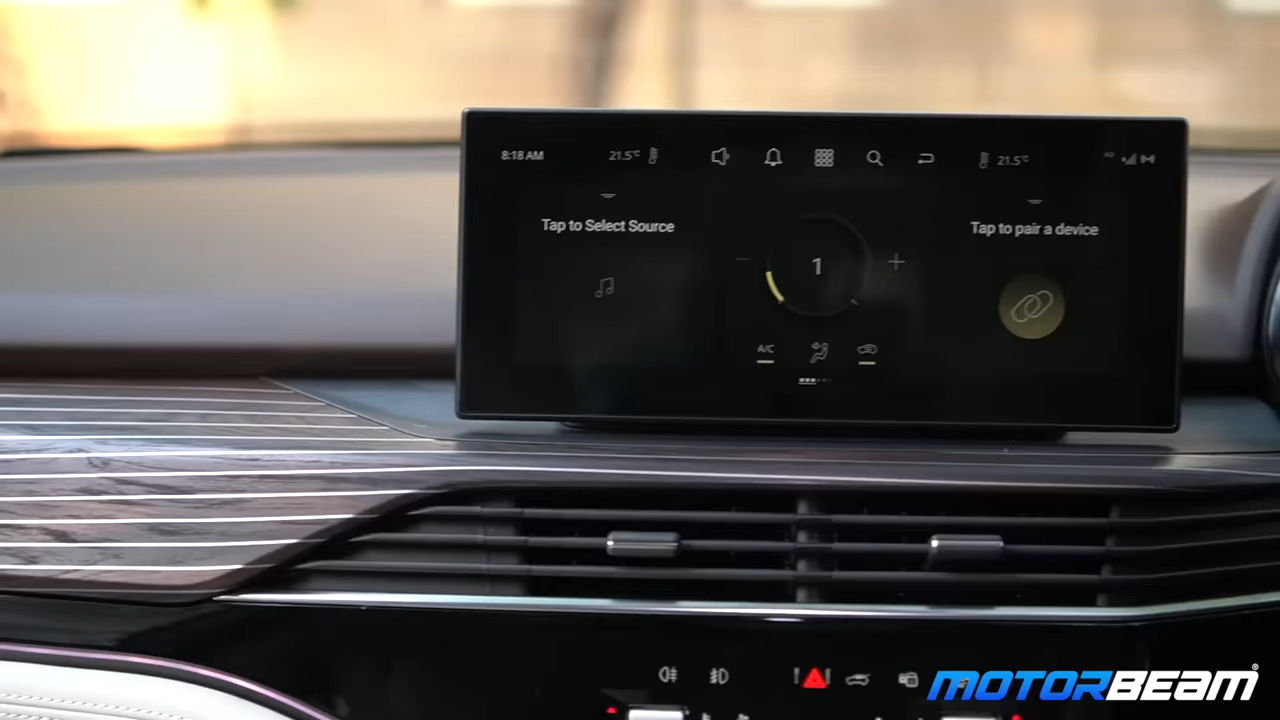 8:18 AM
21.5°C
21.5°C
Tap to Select Source
Tap to pair a device
1
A/C
MOTORBEAM®